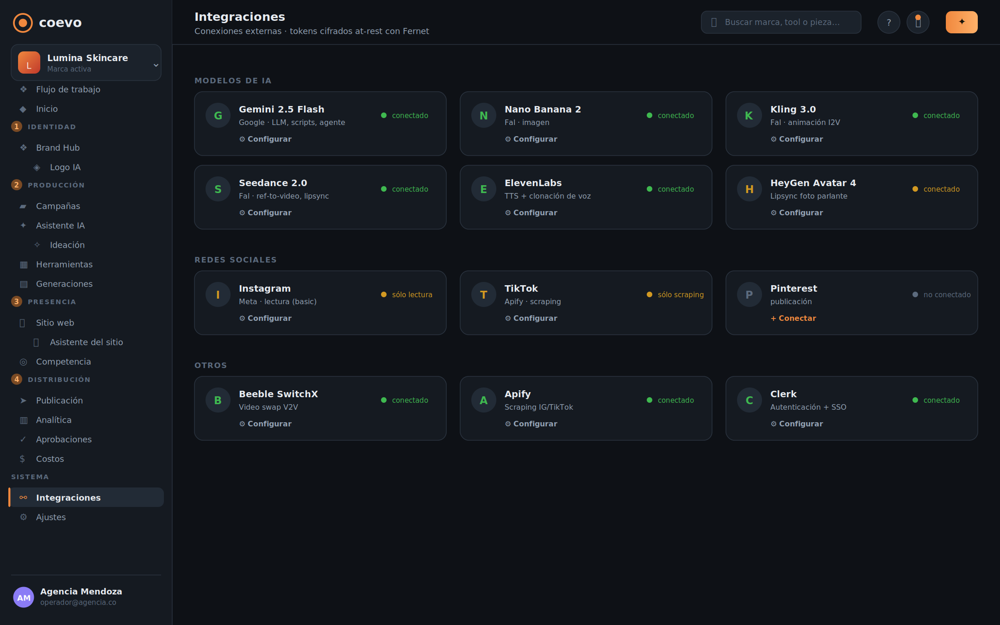 coevo
L
Lumina Skincare
Marca activa
Flujo de trabajo
Inicio
1 IDENTIDAD
Brand Hub
Logo IA
2 PRODUCCIÓN
Campañas
Asistente IA
Ideación
Herramientas
Generaciones
3 PRESENCIA
Sitio web
Asistente del sitio
Competencia
4 DISTRIBUCIÓN
Publicación
Analítica
Aprobaciones
$ Costos
SISTEMA
Integraciones
Ajustes
AM
Agencia Mendoza
operador@agencia.co
Integraciones
Conexiones externas · tokens cifrados at-rest con Fernet
Buscar marca, tool o pieza...
?
MODELOS DE IA
G
Gemini 2.5 Flash
Google · LLM, scripts, agente
conectado
Configurar
N
Nano Banana 2
Fal · imagen
conectado
Configurar
K
Kling 3.0
Fal · animación I2V
conectado
Configurar
S
Seedance 2.0
Fal · ref-to-video, lipsync
conectado
Configurar
E
ElevenLabs
TTS + clonación de voz
conectado
Configurar
H
HeyGen Avatar 4
Lipsync foto parlante
conectado
Configurar
REDES SOCIALES
I
Instagram
Meta · lectura (basic)
sólo lectura
Configurar
T
TikTok
Apify · scraping
sólo scraping
Configurar
P
Pinterest
publicación
no conectado
+ Conectar
OTROS
B
Beeble SwitchX
Video swap V2V
conectado
Configurar
A
Apify
Scraping IG/TikTok
conectado
Configurar
C
Clerk
Autenticación + SSO
conectado
Configurar